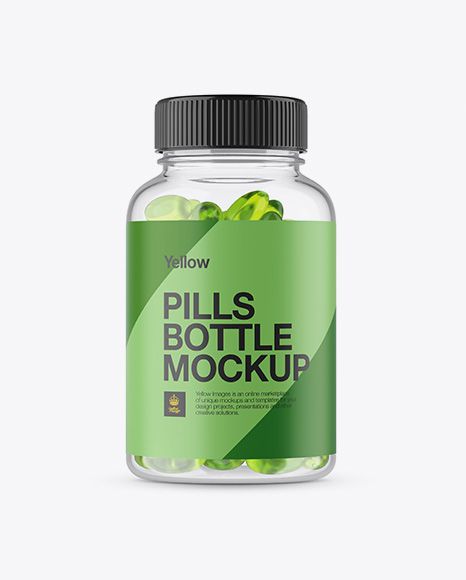 Yellow
PILLS
BOTTLE
MOCKUP
Yellow Images is an online marketplace
of unique mockups and templates for your
design projects, presentations and other
creative solutions.